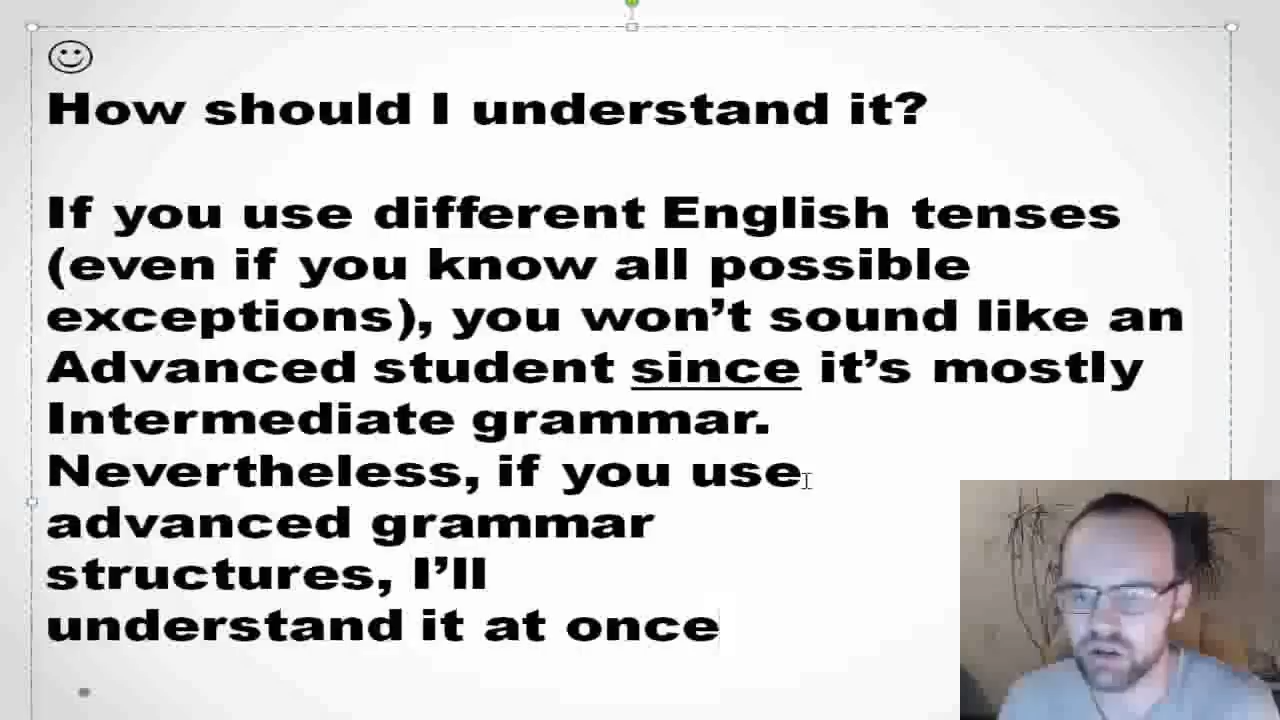 How should I understand it?
If you use different English tenses
(even if you know all possible
exceptions), you won’t sound like an
Advanced student since it’s mostly
Intermediate grammar.
Nevertheless, if you use
advanced grammar
structures, I’ll
understand it at once